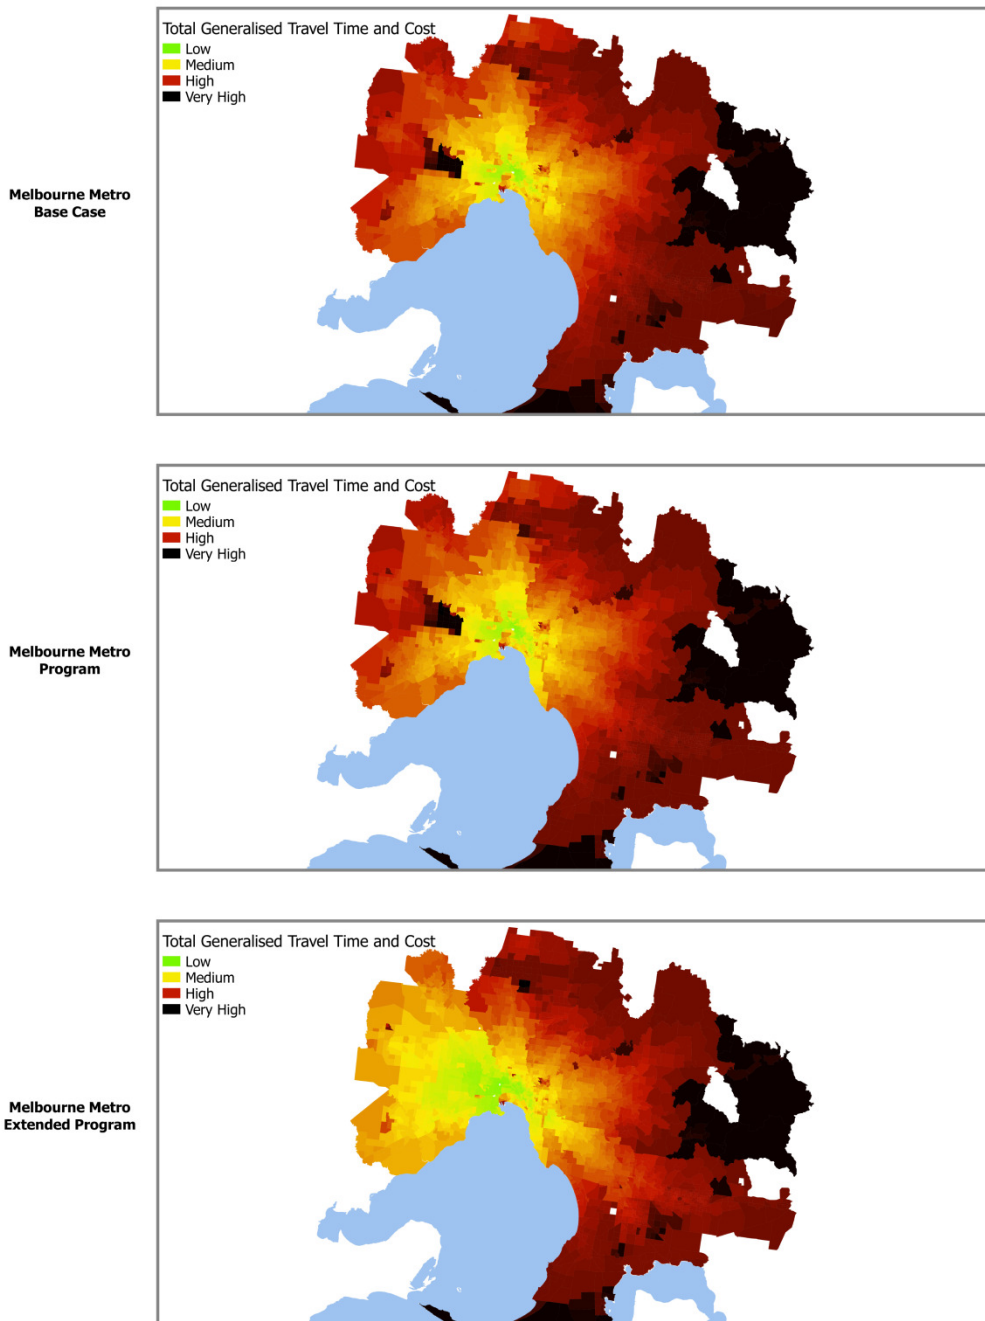 Total Generalised Travel Time and Cost
Low
Medium
High
Very High
Melbourne Metro
Base Case
Total Generalised Travel Time and Cost
Low
Medium
High
Very High
Melbourne Metro
Program
Total Generalised Travel Time and Cost
Low
Medium
High
Very High
Melbourne Metro
Extended Program